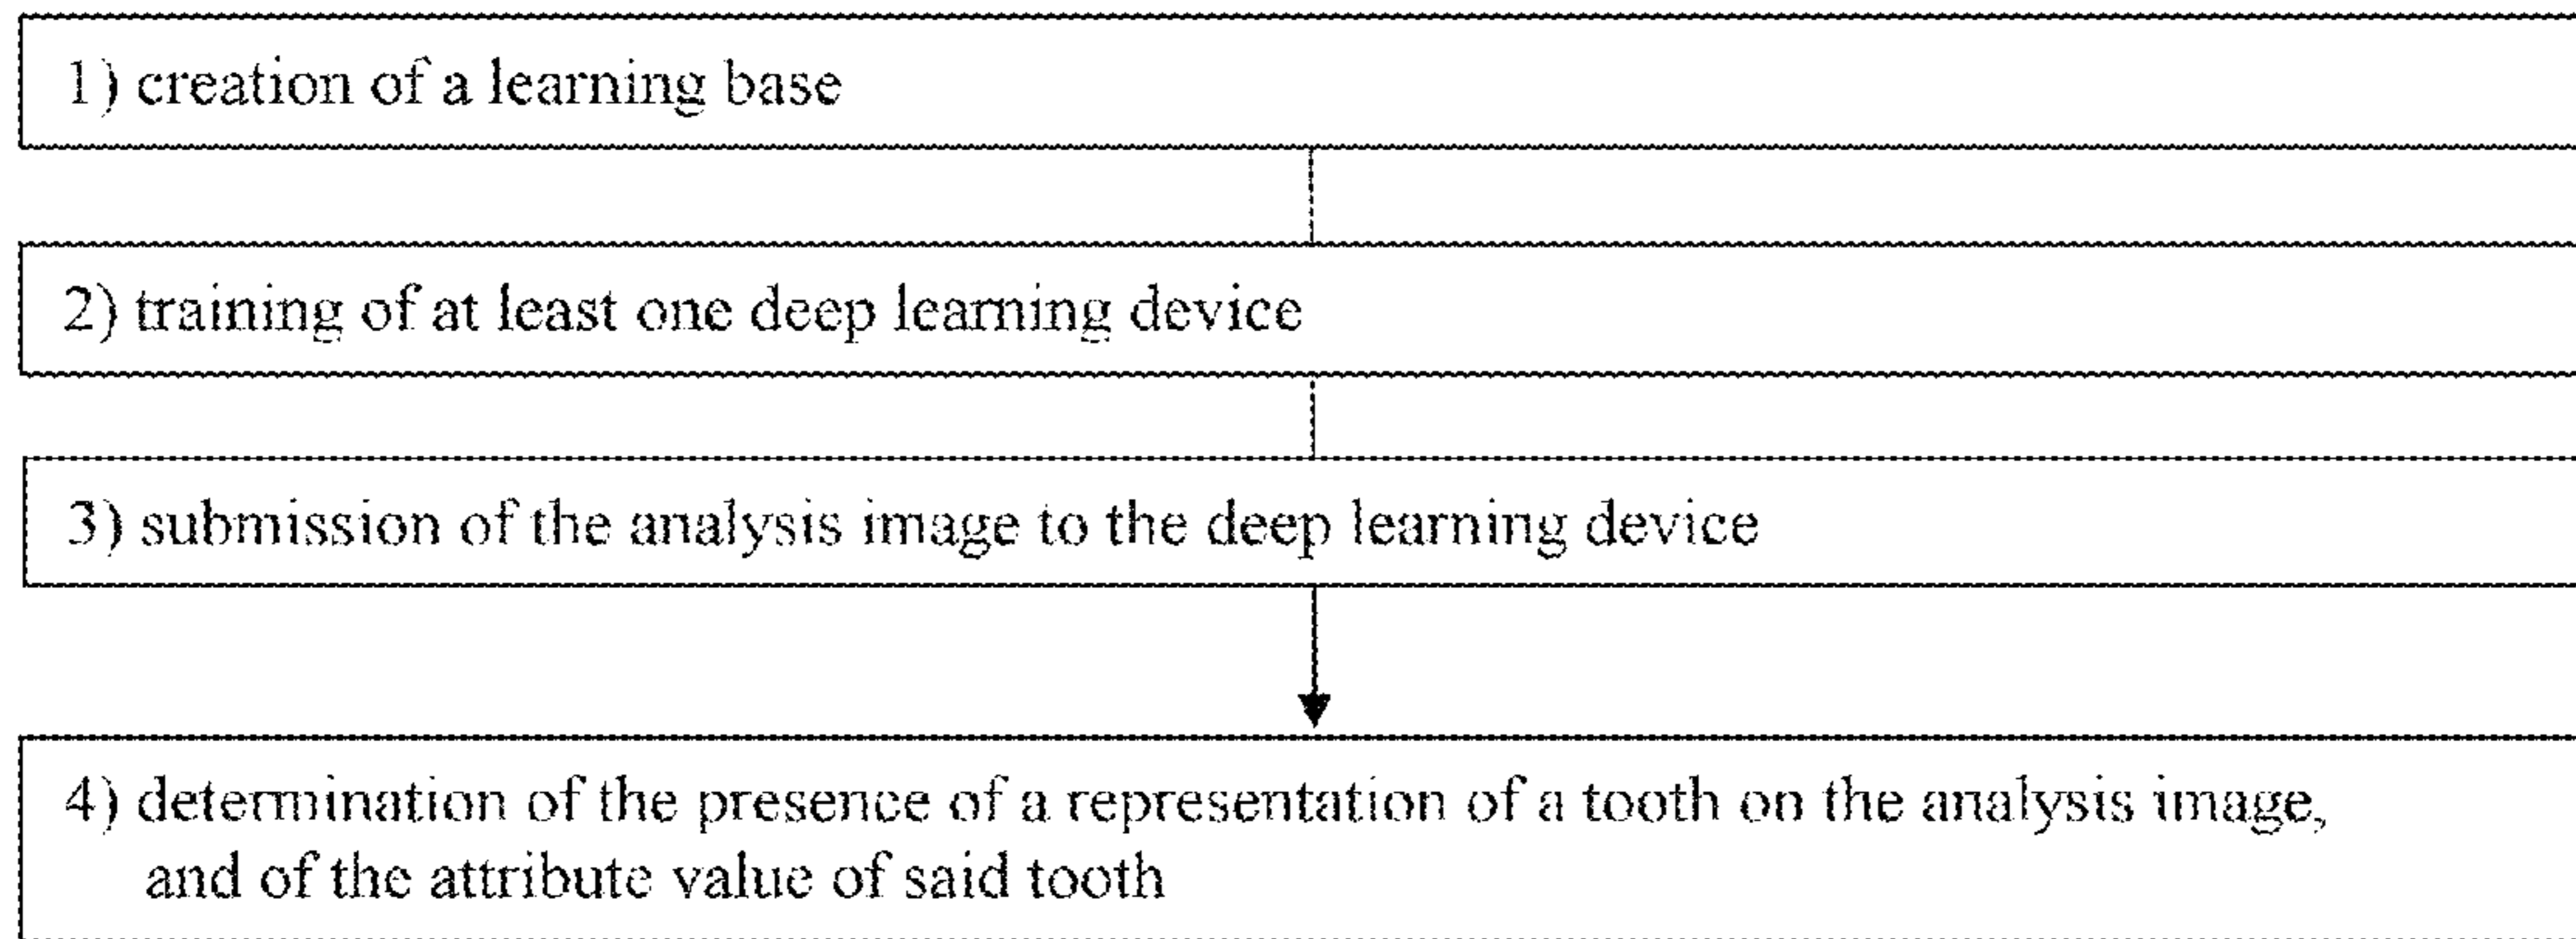 1) creation of a learning base
2) training of at least one deep learning device
3) submission of the analysis image to the deep learning device
4) determination of the presence of a representation of a tooth on the analysis image,
and of the attribute value of said tooth